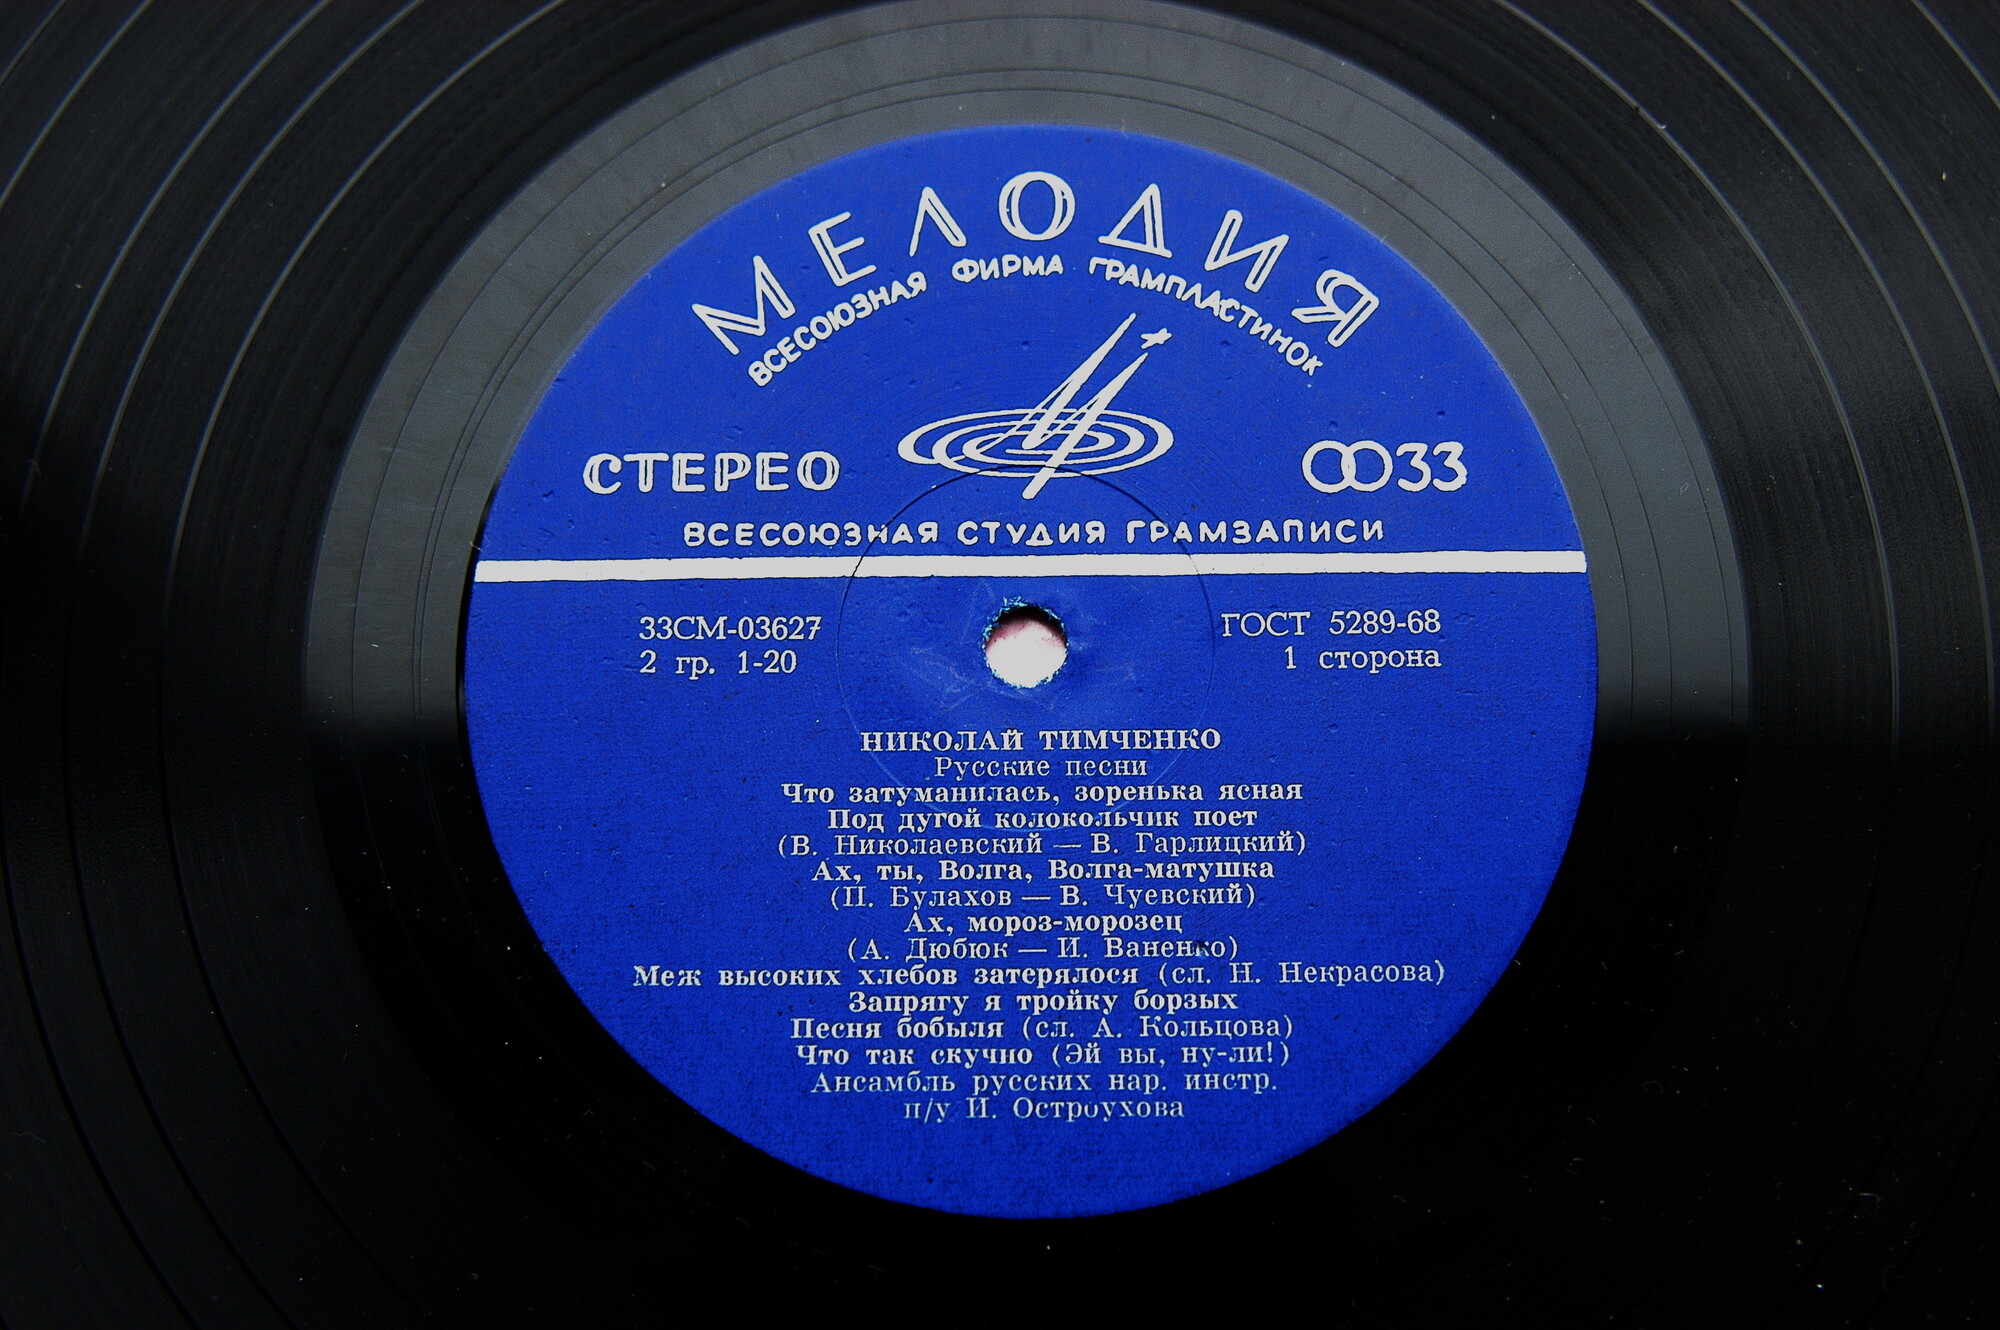 МЕЛОДИЯ
ВСЕСОЮЗНАЯ ФИРМА ГРАМПЛАСТИНОК
СТЕРЕО
33
ВСЕСОЮЗНАЯ СТУДИЯ ГРАМЗАПИСИ
33СМ-03627
2 гр. 1-20
ГОСТ 5289-68
1 сторона
НИКОЛАЙ ТИМЧЕНКО
Русские песни
Что затуманилась, зоренька ясная
Под дугой колокольчик поет
(В. Николаевский — В. Гарлицкий)
Ах, ты, Волга, Волга-матушка
(П. Булахов — В. Чуевский)
Ах, мороз-морозец
(А. Дюбюк — И. Ваненко)
Меж высоких хлебов затерялося (сл. Н. Некрасова)
Запрягу я тройку борзых
Песня бобыля (сл. А. Кольцова)
Что так скучно (Эй вы, ну-ли!)
Ансамбль русских нар. инстр.
п/у И. Остроухова